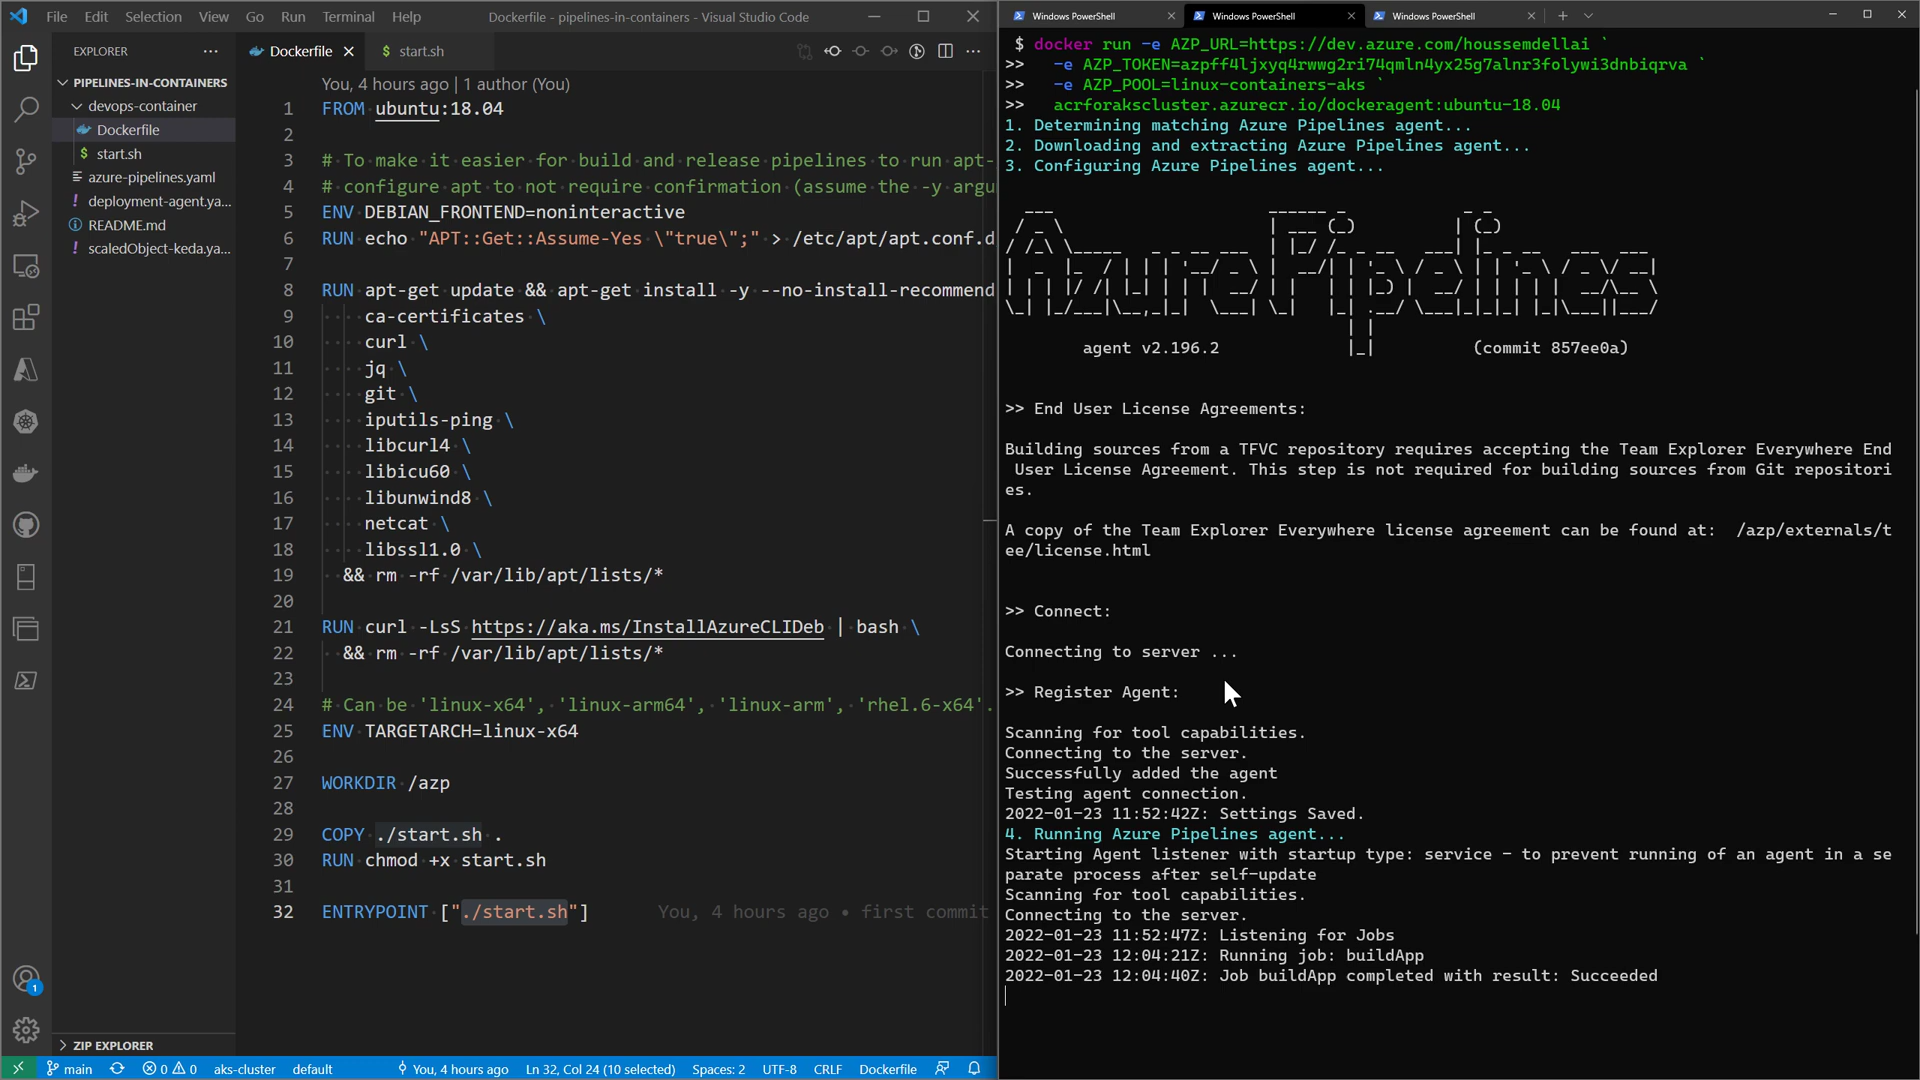 File Edit Selection View Go Run Terminal Help
Dockerfile - pipelines-in-containers - Visual Studio Code
EXPLORER
PIPELINES-IN-CONTAINERS
devops-container
Dockerfile
$ start.sh
azure-pipelines.yaml
! deployment-agent.ya...
README.md
! scaledObject-keda.ya...
ZIP EXPLORER
Dockerfile
$ start.sh
You, 4 hours ago | 1 author (You)
1 FROM ubuntu:18.04
2
3 # To make it easier for build and release pipelines to run apt-
4 # configure apt to not require confirmation (assume the -y argu
5 ENV DEBIAN_FRONTEND=noninteractive
6 RUN echo "APT::Get::Assume-Yes \"true\";" > /etc/apt/apt.conf.d
7
8 RUN apt-get update && apt-get install -y --no-install-recommend
9 ca-certificates \
10 curl \
11 jq \
12 git \
13 iputils-ping \
14 libcurl4 \
15 libicu60 \
16 libunwind8 \
17 netcat \
18 libssl1.0 \
19 && rm -rf /var/lib/apt/lists/*
20
21 RUN curl -LsS https://aka.ms/InstallAzureCLIDeb | bash \
22 && rm -rf /var/lib/apt/lists/*
23
24 # Can be 'linux-x64', 'linux-arm64', 'linux-arm', 'rhel.6-x64'.
25 ENV TARGETARCH=linux-x64
26
27 WORKDIR /azp
28
29 COPY ./start.sh .
30 RUN chmod +x start.sh
31
32 ENTRYPOINT ["./start.sh"] You, 4 hours ago • first commit
1
main 0 0 aks-cluster default You, 4 hours ago Ln 32, Col 24 (10 selected) Spaces: 2 UTF-8 CRLF Dockerfile
Windows PowerShell
Windows PowerShell
Windows PowerShell
$ docker run -e AZP_URL=https://dev.azure.com/houssemdellai `
>> -e AZP_TOKEN=azpff4ljxyq4rwwg2ri74qmln4yx25g7alnr3folywi3dnbiqrva `
>> -e AZP_POOL=linux-containers-aks `
>> acrforakscluster.azurecr.io/dockeragent:ubuntu-18.04
1. Determining matching Azure Pipelines agent...
2. Downloading and extracting Azure Pipelines agent...
3. Configuring Azure Pipelines agent...
Azure Pipelines
agent v2.196.2 (commit 857ee0a)
>> End User License Agreements:
Building sources from a TFVC repository requires accepting the Team Explorer Everywhere End
User License Agreement. This step is not required for building sources from Git repositori
es.
A copy of the Team Explorer Everywhere license agreement can be found at: /azp/externals/t
ee/license.html
>> Connect:
Connecting to server ...
>> Register Agent:
Scanning for tool capabilities.
Connecting to the server.
Successfully added the agent
Testing agent connection.
2022-01-23 11:52:42Z: Settings Saved.
4. Running Azure Pipelines agent...
Starting Agent listener with startup type: service - to prevent running of an agent in a se
parate process after self-update
Scanning for tool capabilities.
Connecting to the server.
2022-01-23 11:52:47Z: Listening for Jobs
2022-01-23 12:04:21Z: Running job: buildApp
2022-01-23 12:04:40Z: Job buildApp completed with result: Succeeded